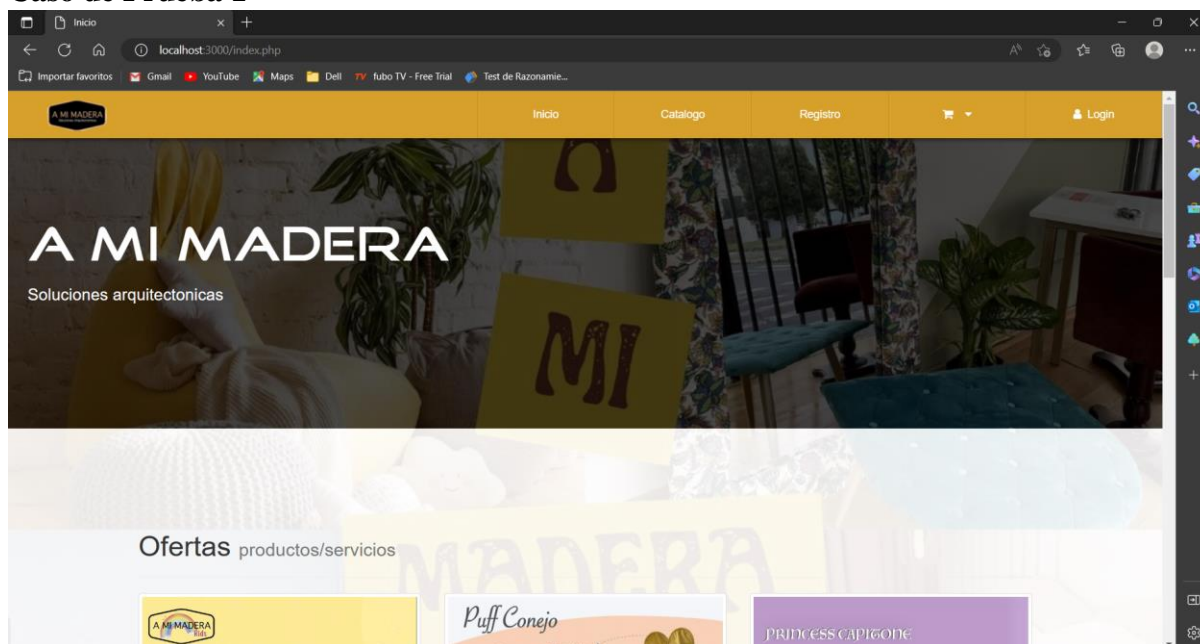 Caso de Prueba 1
Inicio
localhost:3000/index.php
Importar favoritos Gmail YouTube Maps Dell fubo TV - Free Trial Test de Razonamie...
A MI MADERA Inicio Catalogo Registro Login
A
A MI MADERA
Soluciones arquitectonicas
MI
MADERA
Ofertas productos/servicios
A MI MADERA
Kids
Puff Conejo
PRINCESS CAPITONE